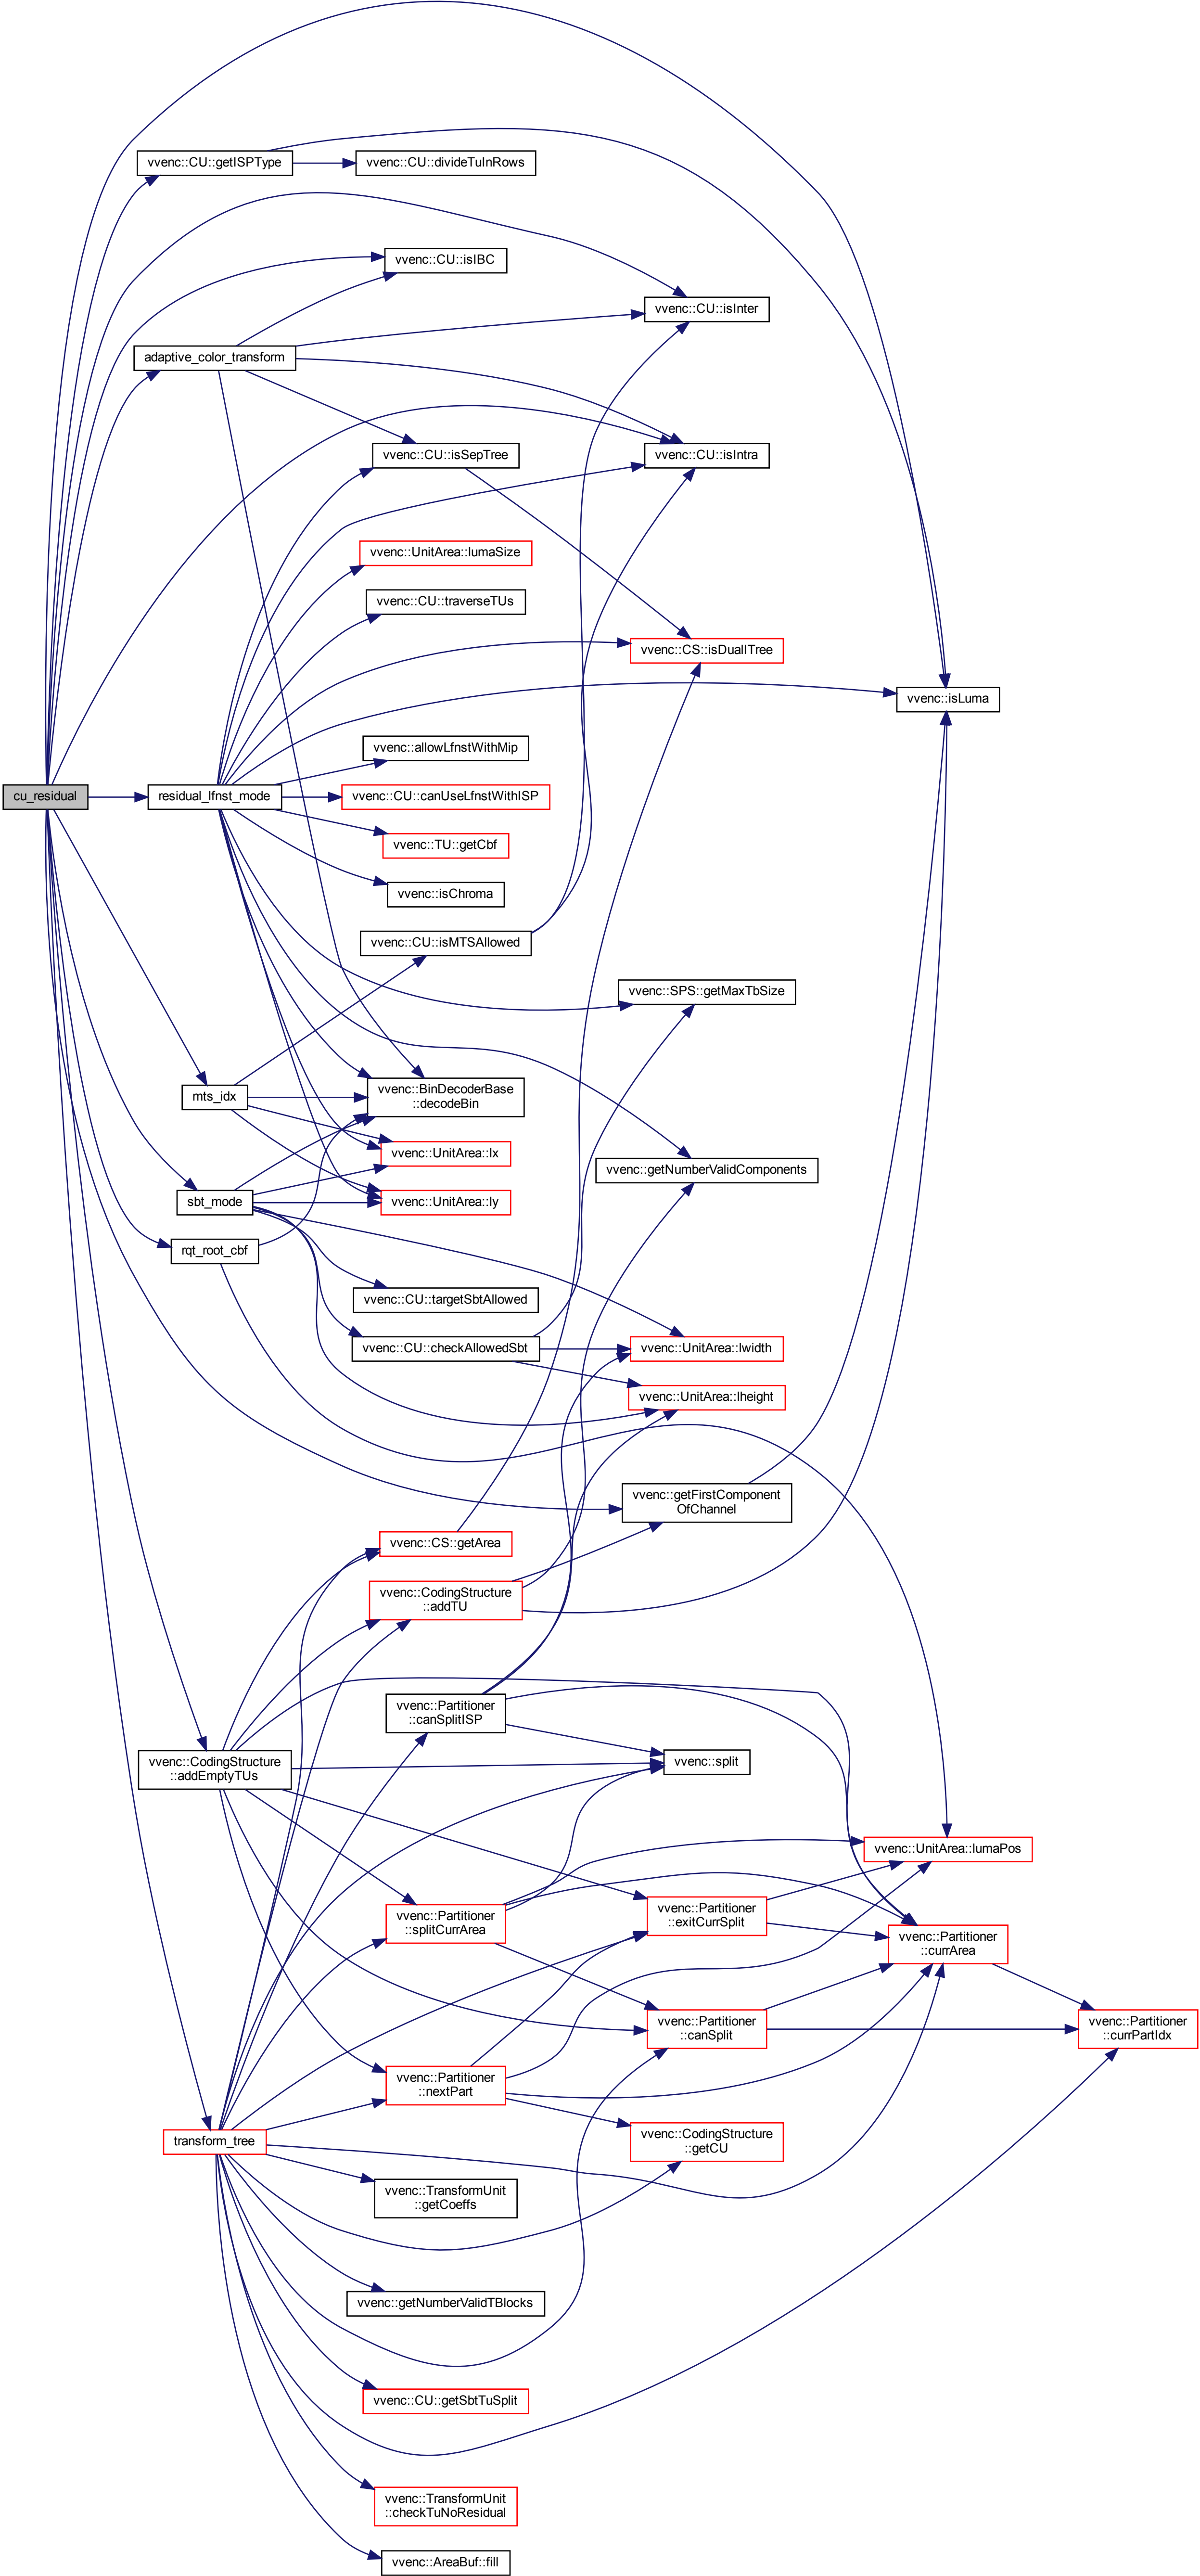 vvenc::CU::getISPType
vvenc::CU::divideTuInRows
vvenc::CU::isIBC
vvenc::CU::isInter
adaptive_color_transform
vvenc::CU::isSepTree
vvenc::CU::isIntra
vvenc::UnitArea::lumaSize
vvenc::CU::traverseTUs
vvenc::CS::isDualITree
vvenc::isLuma
vvenc::allowLfnstWithMip
cu_residual
residual_lfnst_mode
vvenc::CU::canUseLfnstWithISP
vvenc::TU::getCbf
vvenc::isChroma
vvenc::CU::isMTSAllowed
vvenc::SPS::getMaxTbSize
mts_idx
vvenc::BinDecoderBase
::decodeBin
vvenc::UnitArea::lx
vvenc::getNumberValidComponents
sbt_mode
vvenc::UnitArea::ly
rqt_root_cbf
vvenc::CU::targetSbtAllowed
vvenc::CU::checkAllowedSbt
vvenc::UnitArea::lwidth
vvenc::UnitArea::lheight
vvenc::getFirstComponent
OfChannel
vvenc::CS::getArea
vvenc::CodingStructure
::addTU
vvenc::Partitioner
::canSplitISP
vvenc::CodingStructure
::addEmptyTUs
vvenc::split
vvenc::UnitArea::lumaPos
vvenc::Partitioner
::splitCurrArea
vvenc::Partitioner
::exitCurrSplit
vvenc::Partitioner
::currArea
vvenc::Partitioner
::canSplit
vvenc::Partitioner
::currPartIdx
vvenc::Partitioner
::nextPart
transform_tree
vvenc::CodingStructure
::getCU
vvenc::TransformUnit
::getCoeffs
vvenc::getNumberValidTBlocks
vvenc::CU::getSbtTuSplit
vvenc::TransformUnit
::checkTuNoResidual
vvenc::AreaBuf::fill